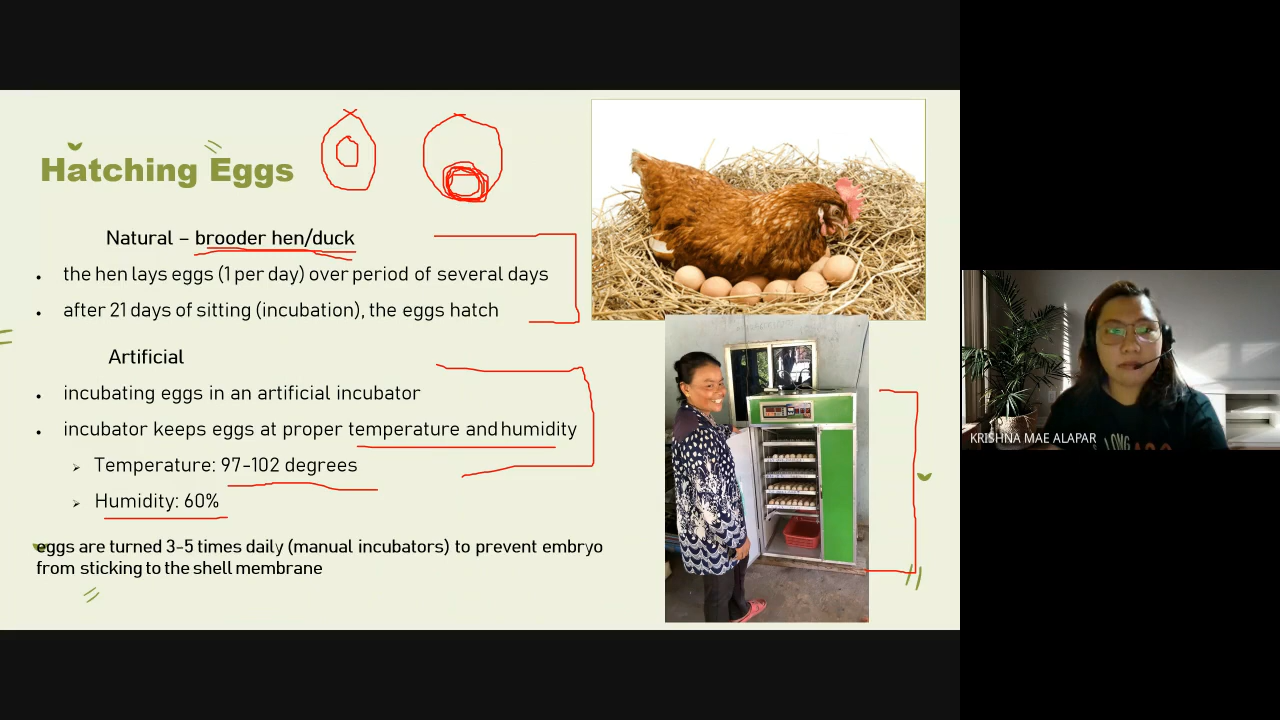 Hatching Eggs
Natural – brooder hen/duck
the hen lays eggs (1 per day) over period of several days
after 21 days of sitting (incubation), the eggs hatch
Artificial
incubating eggs in an artificial incubator
incubator keeps eggs at proper temperature and humidity
Temperature: 97-102 degrees
Humidity: 60%
eggs are turned 3-5 times daily (manual incubators) to prevent embryo
from sticking to the shell membrane
KRISHNA MAE ALAPAR